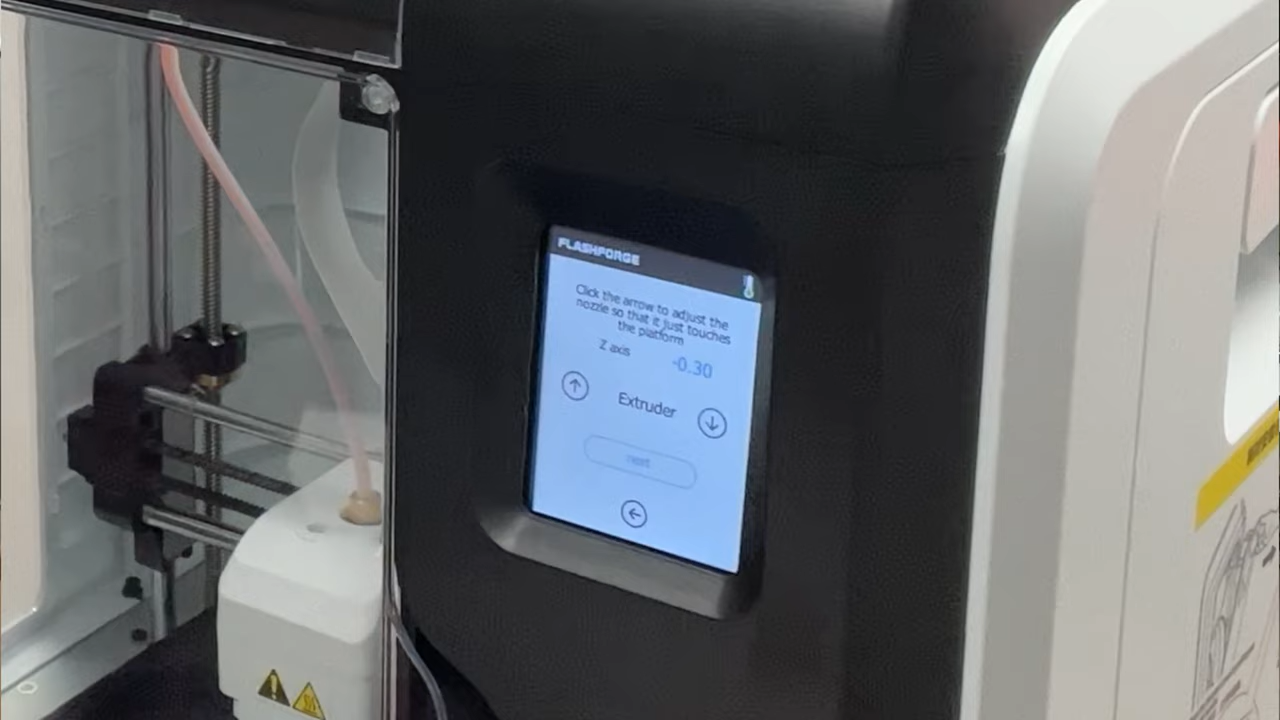 FLASHFORGE
Click the arrow to adjust the
nozzle so that it just touches
the platform
Z axis
-0.30
Extruder
next